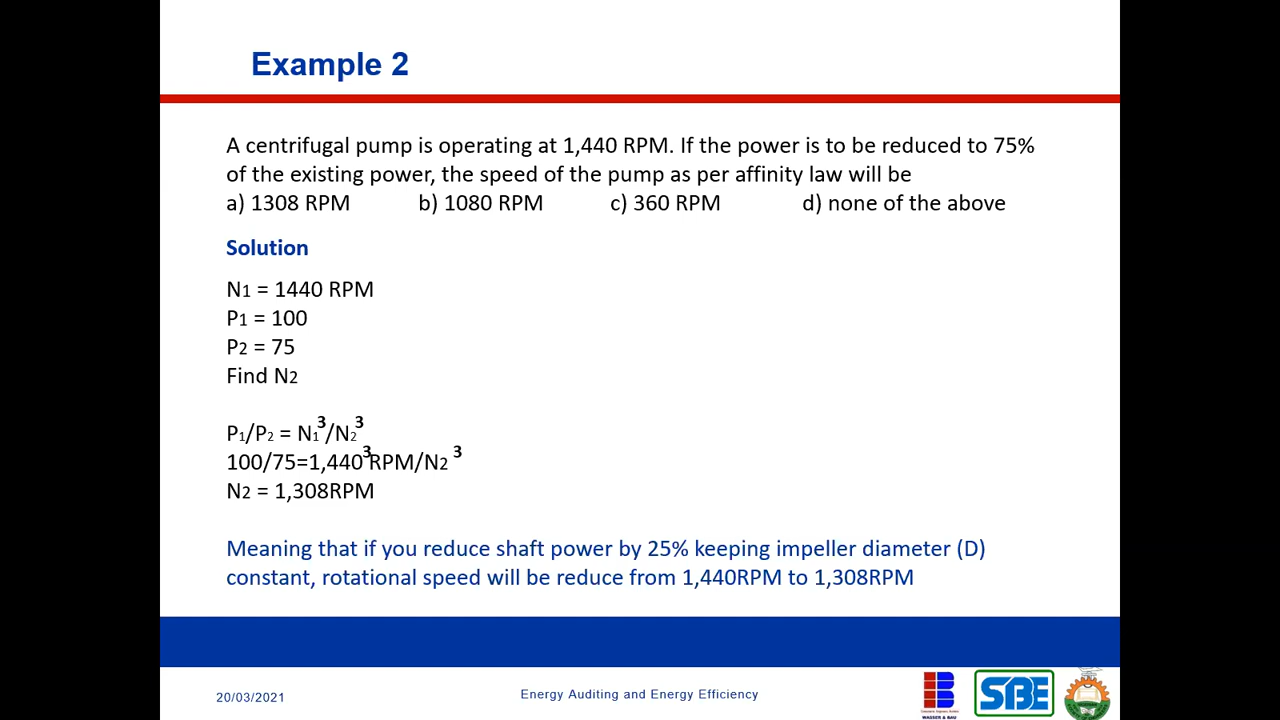 Example 2
A centrifugal pump is operating at 1,440 RPM. If the power is to be reduced to 75%
of the existing power, the speed of the pump as per affinity law will be
a) 1308 RPM b) 1080 RPM c) 360 RPM d) none of the above
Solution
N1 = 1440 RPM
P1 = 100
P2 = 75
Find N2
P₁/P₂ = N₁³/N₂³
100/75=1,440³RPM/N2³
N2 = 1,308RPM
Meaning that if you reduce shaft power by 25% keeping impeller diameter (D)
constant, rotational speed will be reduce from 1,440RPM to 1,308RPM
20/03/2021
Energy Auditing and Energy Efficiency
WASSER & BAU
SBE